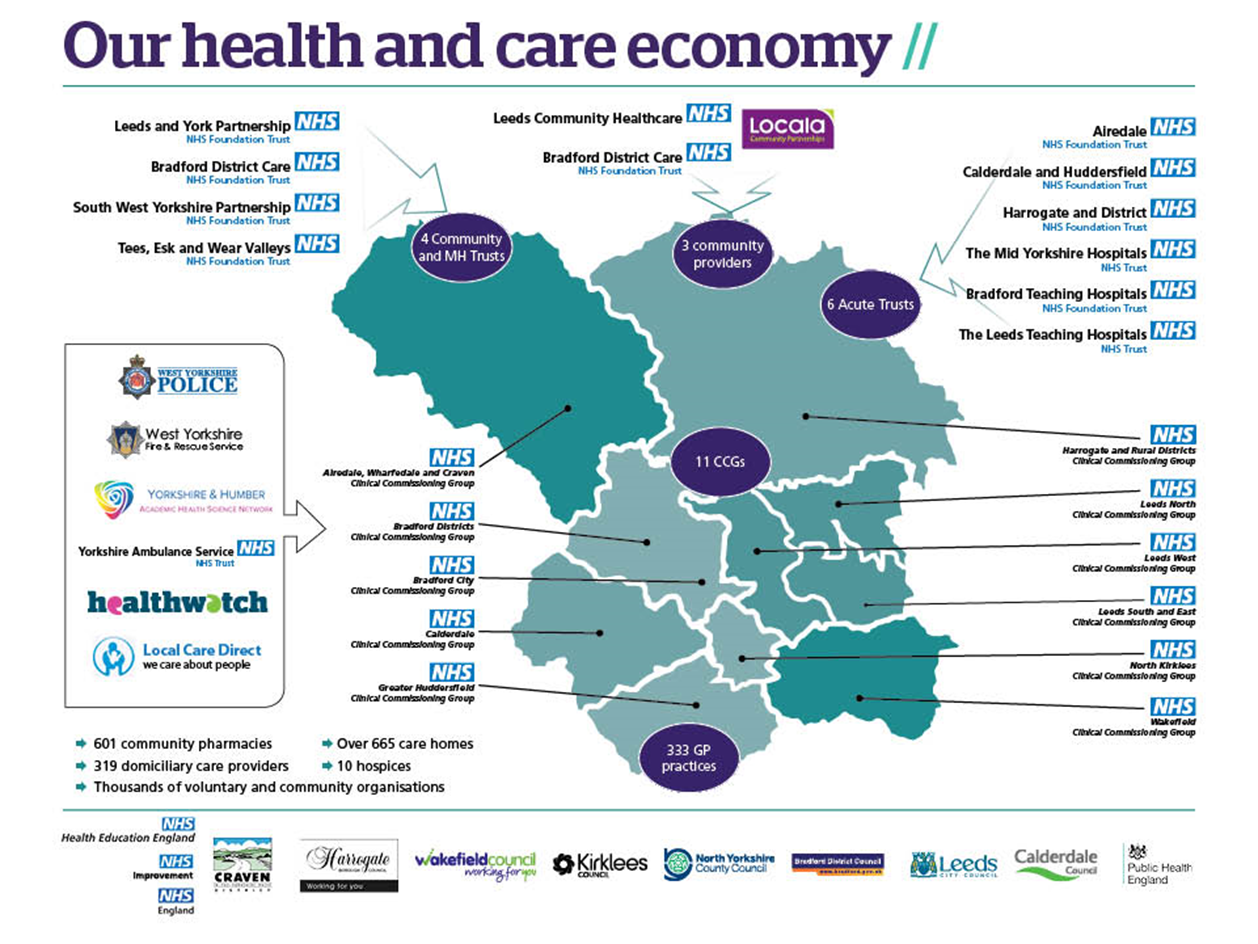 Our health and care economy //
Leeds and York Partnership NHS
NHS Foundation Trust
Bradford District Care NHS
NHS Foundation Trust
South West Yorkshire Partnership NHS
NHS Foundation Trust
Tees, Esk and Wear Valleys NHS
NHS Foundation Trust
Leeds Community Healthcare NHS
Locala
Community Partnerships
Bradford District Care NHS
NHS Foundation Trust
Airedale NHS
NHS Foundation Trust
Calderdale and Huddersfield NHS
NHS Foundation Trust
Harrogate and District NHS
NHS Foundation Trust
The Mid Yorkshire Hospitals NHS
NHS Trust
Bradford Teaching Hospitals NHS
NHS Foundation Trust
The Leeds Teaching Hospitals NHS
NHS Trust
4 Community
and MH Trusts
3 community
providers
6 Acute Trusts
11 CCGs
333 GP
practices
WEST YORKSHIRE
POLICE
West Yorkshire
Fire & Rescue Service
YORKSHIRE & HUMBER
ACADEMIC HEALTH SCIENCE NETWORK
Yorkshire Ambulance Service NHS
NHS Trust
healthwatch
Local Care Direct
we care about people
NHS
Airedale, Wharfedale and Craven
Clinical Commissioning Group
NHS
Bradford Districts
Clinical Commissioning Group
NHS
Bradford City
Clinical Commissioning Group
NHS
Calderdale
Clinical Commissioning Group
NHS
Greater Huddersfield
Clinical Commissioning Group
NHS
Harrogate and Rural Districts
Clinical Commissioning Group
NHS
Leeds North
Clinical Commissioning Group
NHS
Leeds West
Clinical Commissioning Group
NHS
Leeds South and East
Clinical Commissioning Group
NHS
North Kirklees
Clinical Commissioning Group
NHS
Wakefield
Clinical Commissioning Group
601 community pharmacies
Over 665 care homes
319 domiciliary care providers
10 hospices
Thousands of voluntary and community organisations
NHS
Health Education England
NHS
Improvement
NHS
England
CRAVEN
DISTRICT
Harrogate
BOROUGH COUNCIL
Working for you
wakefieldcouncil
working for you
Kirklees
COUNCIL
North Yorkshire
County Council
Bradford District Council
www.bradford.gov.uk
Leeds
CITY COUNCIL
Calderdale
Council
Public Health
England